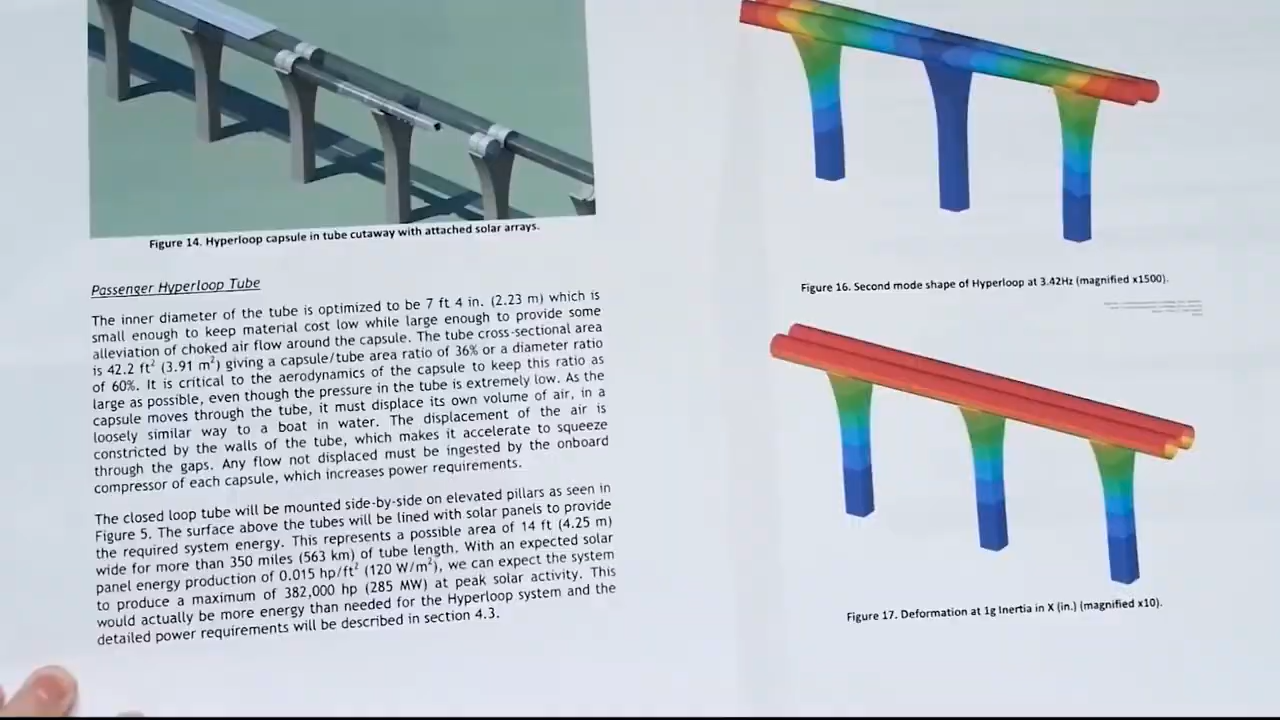 Figure 14. Hyperloop capsule in tube cutaway with attached solar arrays.
Passenger Hyperloop Tube
The inner diameter of the tube is optimized to be 7 ft 4 in. (2.23 m) which is
small enough to keep material cost low while large enough to provide some
alleviation of choked air flow around the capsule. The tube cross-sectional area
is 42.2 ft² (3.91 m²) giving a capsule/tube area ratio of 36% or a diameter ratio
of 60%. It is critical to the aerodynamics of the capsule to keep this ratio as
large as possible, even though the pressure in the tube is extremely low. As the
capsule moves through the tube, it must displace its own volume of air, in a
loosely similar way to a boat in water. The displacement of the air is
constricted by the walls of the tube, which makes it accelerate to squeeze
through the gaps. Any flow not displaced must be ingested by the onboard
compressor of each capsule, which increases power requirements.
The closed loop tube will be mounted side-by-side on elevated pillars as seen in
Figure 5. The surface above the tubes will be lined with solar panels to provide
the required system energy. This represents a possible area of 14 ft (4.25 m)
wide for more than 350 miles (563 km) of tube length. With an expected solar
panel energy production of 0.015 hp/ft² (120 W/m²), we can expect the system
to produce a maximum of 382,000 hp (285 MW) at peak solar activity. This
would actually be more energy than needed for the Hyperloop system and the
detailed power requirements will be described in section 4.3.
Figure 16. Second mode shape of Hyperloop at 3.42Hz (magnified x1500).
Figure 17. Deformation at 1g Inertia in X (in.) (magnified x10).